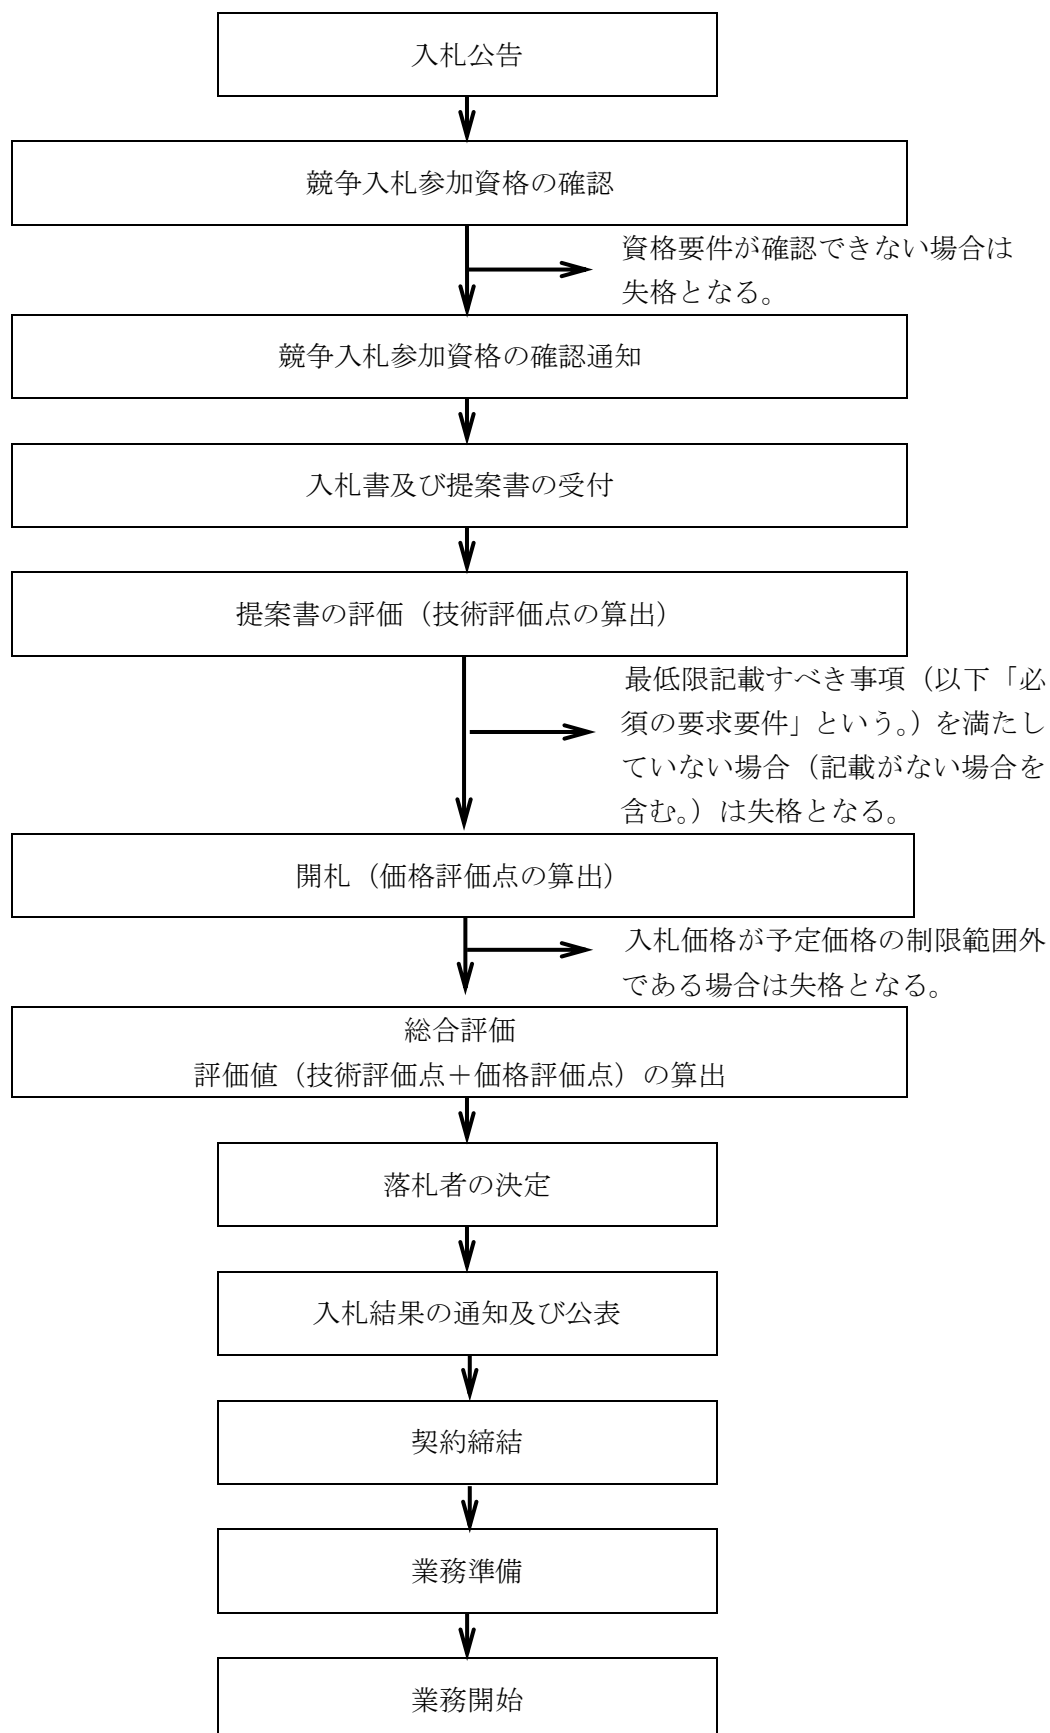 入札公告
競争入札参加資格の確認
資格要件が確認できない場合は
失格となる。
競争入札参加資格の確認通知
入札書及び提案書の受付
提案書の評価（技術評価点の算出）
最低限記載すべき事項（以下「必
須の要求要件」という。）を満たし
ていない場合（記載がない場合を
含む。）は失格となる。
開札（価格評価点の算出）
入札価格が予定価格の制限範囲外
である場合は失格となる。
総合評価
評価値（技術評価点＋価格評価点）の算出
落札者の決定
入札結果の通知及び公表
契約締結
業務準備
業務開始